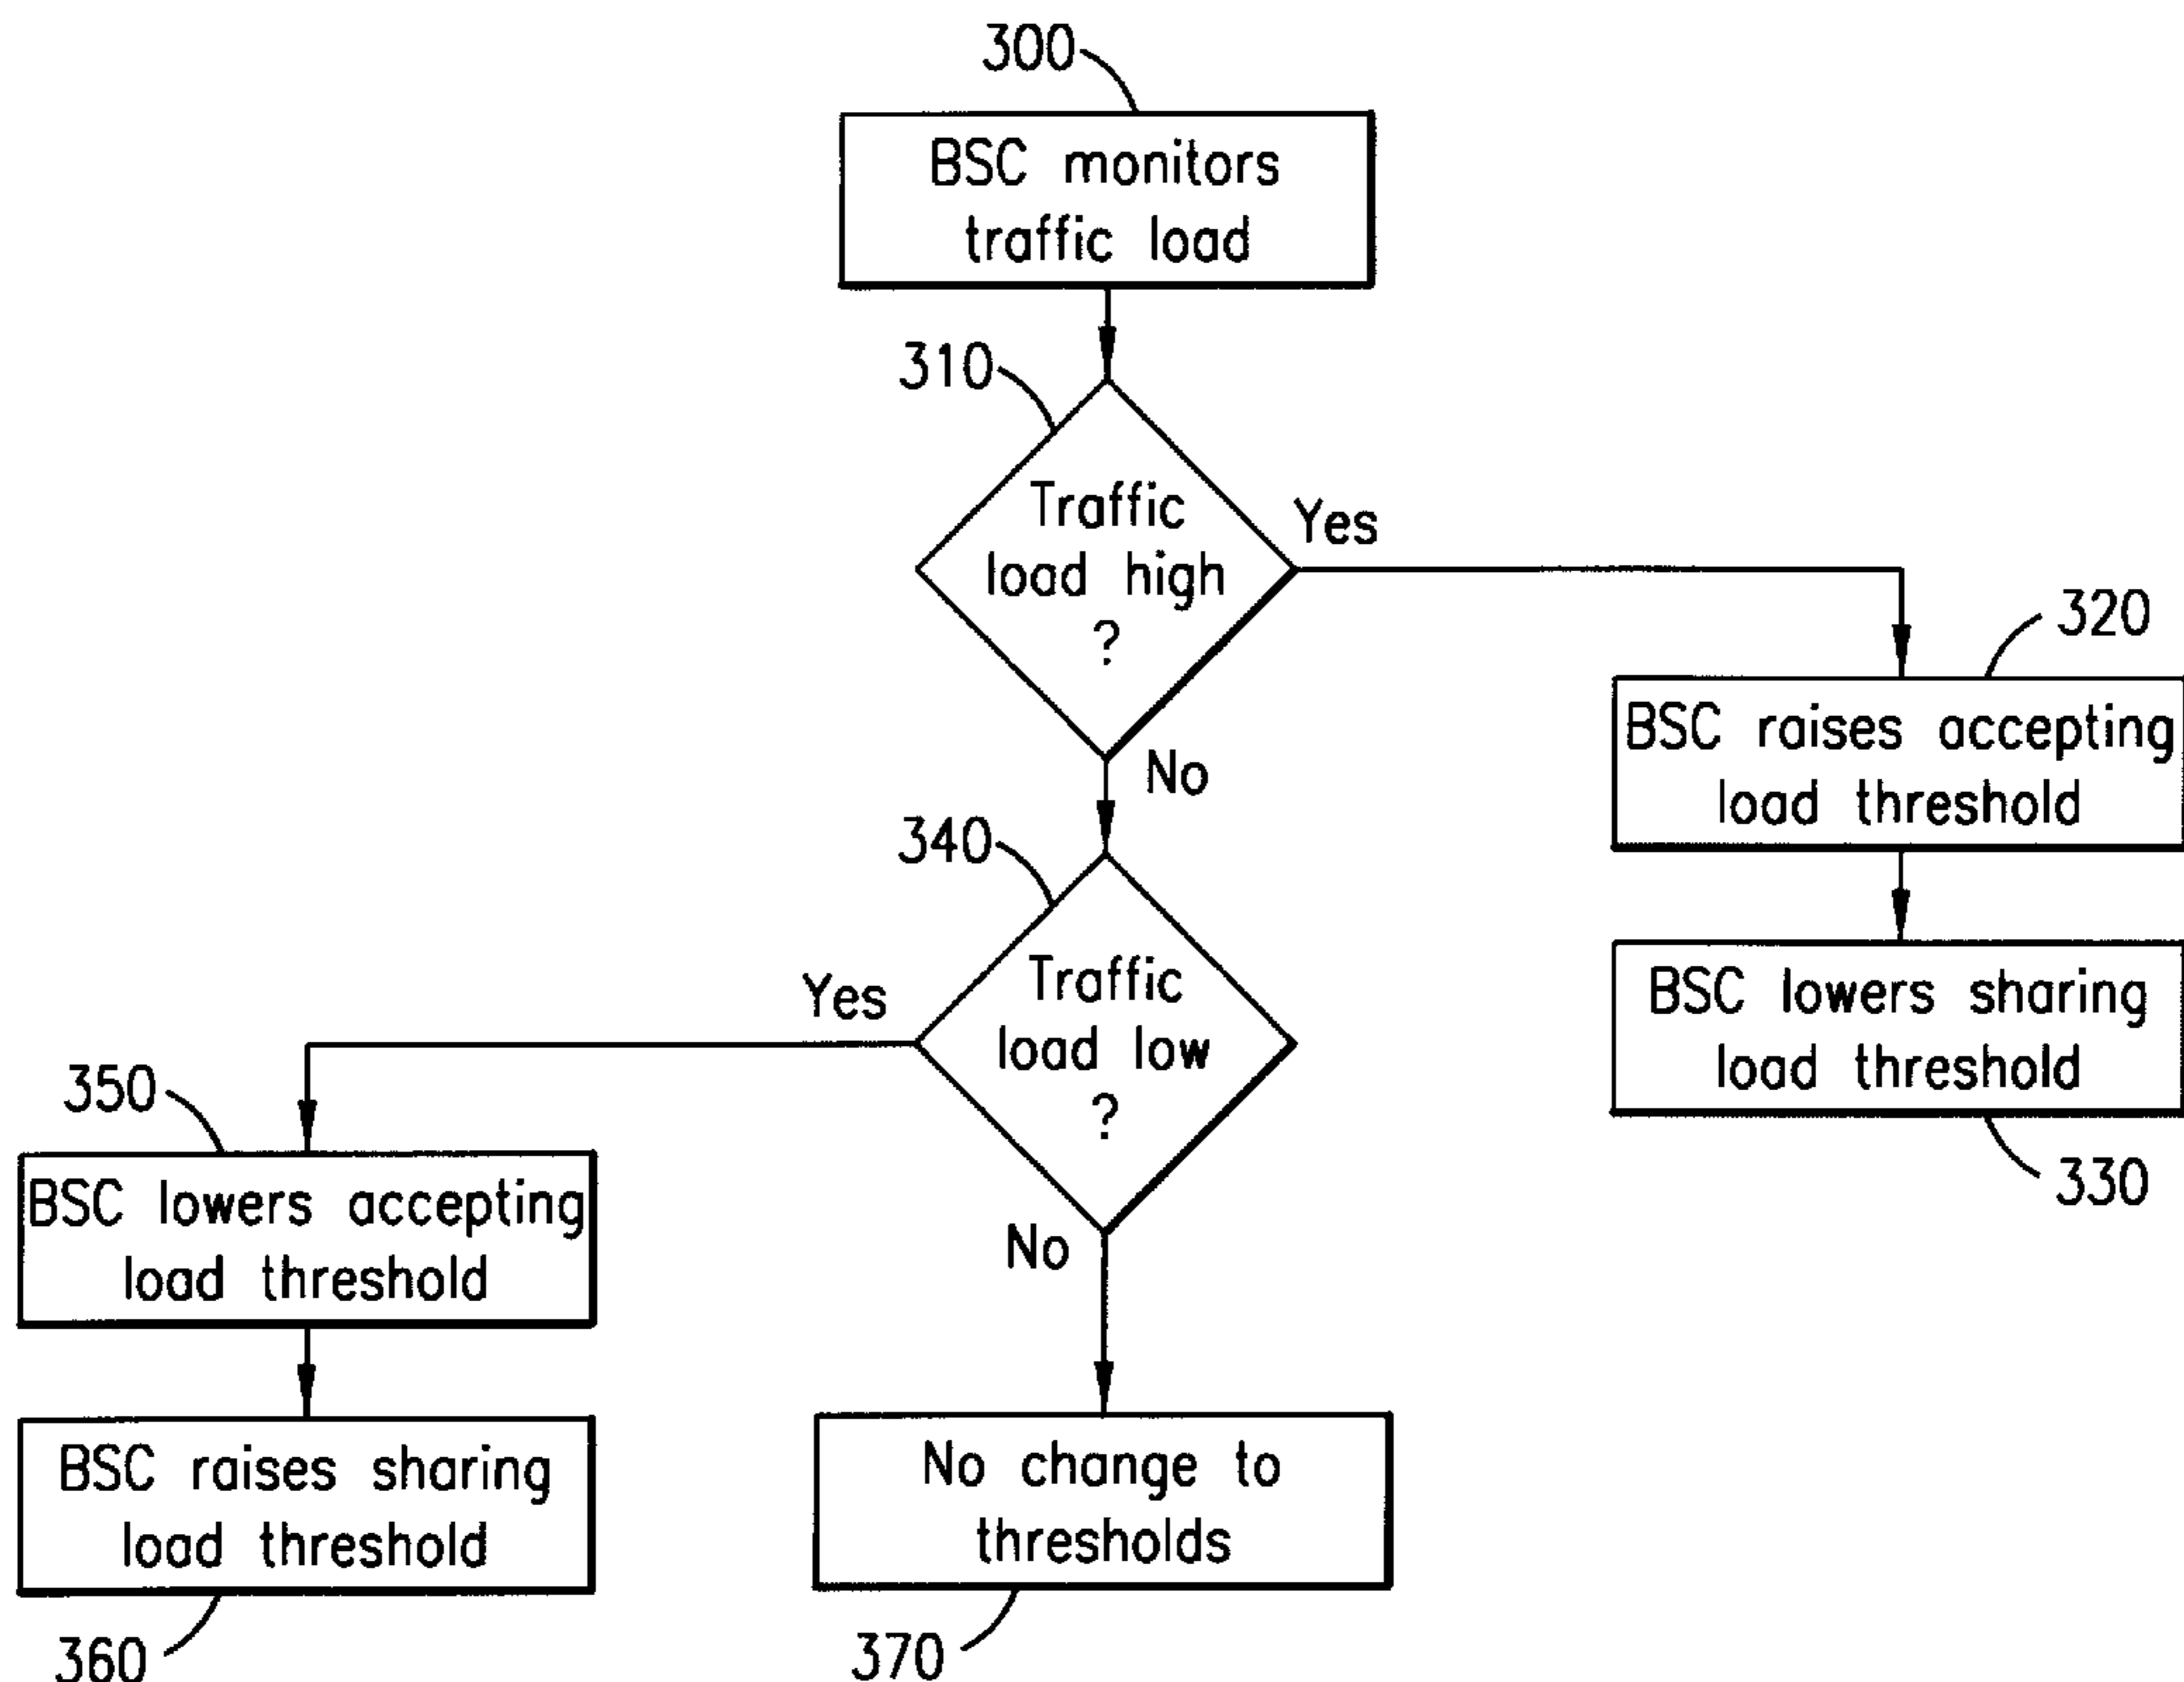 300
BSC monitors
traffic load
310
Traffic
load high
?
Yes
No
320
BSC raises accepting
load threshold
BSC lowers sharing
load threshold
330
340
Traffic
load low
?
Yes
No
350
BSC lowers accepting
load threshold
BSC raises sharing
load threshold
360
No change to
thresholds
370